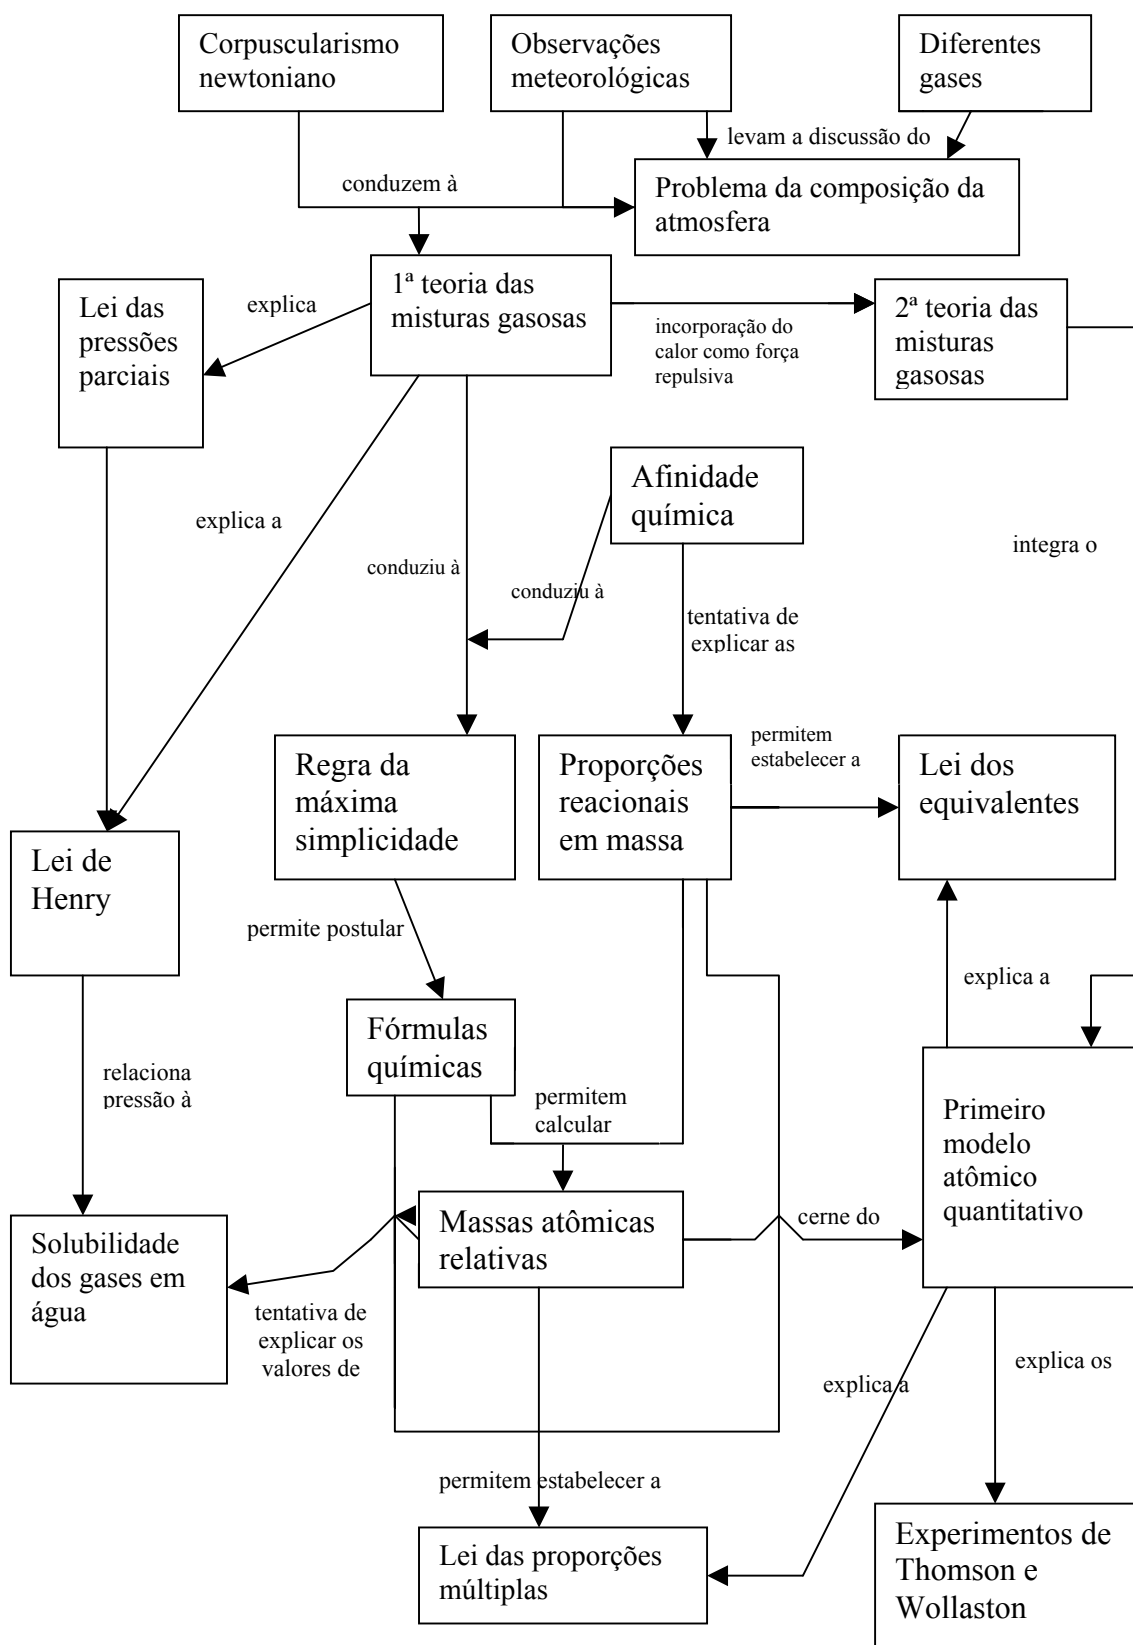 Corpuscularismo
newtoniano
Observações
meteorológicas
Diferentes
gases
levam a discussão do
conduzem à
Problema da composição da
atmosfera
Lei das
pressões
parciais
explica
1ª teoria das
misturas gasosas
incorporação do
calor como força
repulsiva
2ª teoria das
misturas
gasosas
Afinidade
química
explica a
conduziu à
conduziu à
integra o
tentativa de
explicar as
Regra da
máxima
simplicidade
Proporções
reacionais
em massa
permitem
estabelecer a
Lei dos
equivalentes
Lei de
Henry
permite postular
explica a
Fórmulas
químicas
relaciona
pressão à
permitem
calcular
Primeiro
modelo
atômico
quantitativo
Solubilidade
dos gases em
água
Massas atômicas
relativas
cerne do
tentativa de
explicar os
valores de
explica a
explica os
permitem estabelecer a
Lei das proporções
múltiplas
Experimentos de
Thomson e
Wollaston